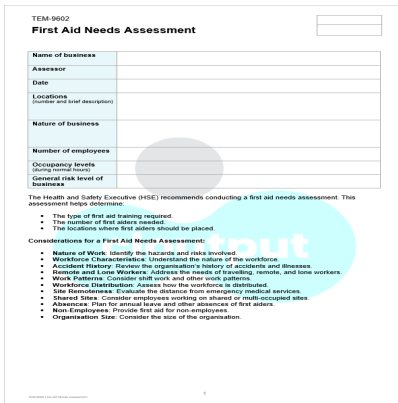 TEM-9602
First Aid Needs Assessment
Name of business
Assessor
Date
Locations
(number and brief description)
Nature of business
Number of employees
Occupancy levels
(during normal hours)
General risk level of
business
The Health and Safety Executive (HSE) recommends conducting a first aid needs assessment. This
assessment helps determine:
• The type of first aid training required.
• The number of first aiders needed.
• The locations where first aiders should be placed.
Considerations for a First Aid Needs Assessment:
• Nature of Work: Identify the hazards and risks involved.
• Workforce Characteristics: Understand the nature of the workforce.
• Accident History: Review the organisation's history of accidents and illnesses.
• Remote and Lone Workers: Address the needs of travelling, remote, and lone workers.
• Work Patterns: Consider shift work and other work patterns.
• Workforce Distribution: Assess how the workforce is distributed.
• Site Remoteness: Evaluate the distance from emergency medical services.
• Shared Sites: Consider employees working on shared or multi-occupied sites.
• Absences: Plan for annual leave and other absences of first aiders.
• Non-Employees: Provide first aid for non-employees.
• Organisation Size: Consider the size of the organisation.
1